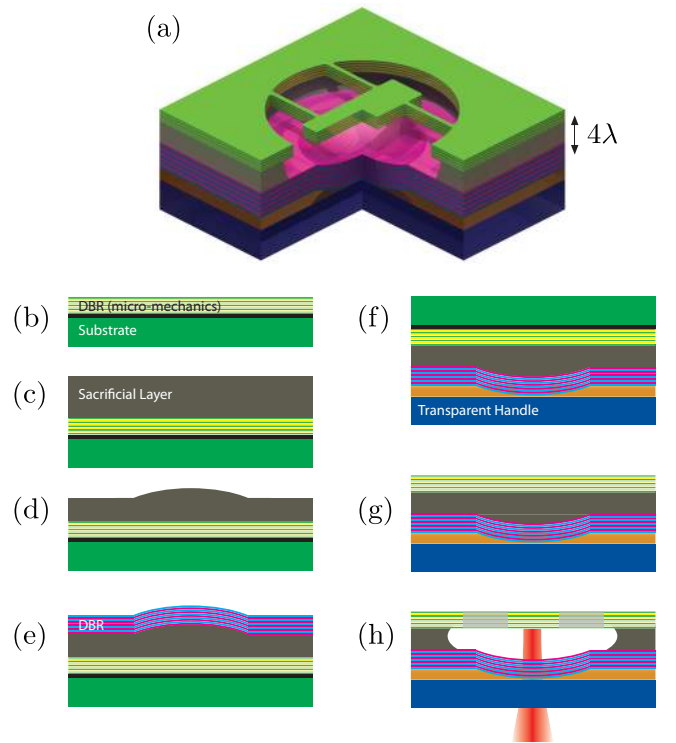 (a)
4λ
(b)
DBR (micro-mechanics)
Substrate
(c)
Sacrificial Layer
(d)
(e)
DBR
(f)
Transparent Handle
(g)
(h)